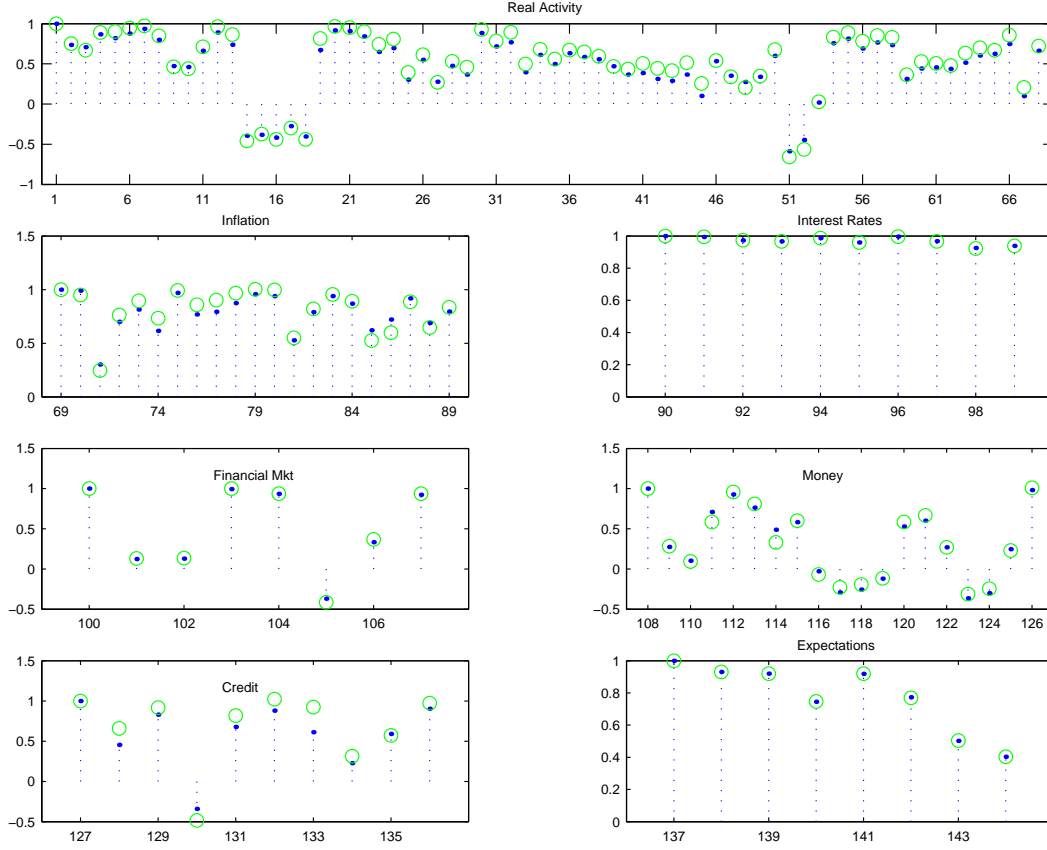 Real Activity
1
0.5
0
−0.5
−1
1 6 11 16 21 26 31 36 41 46 51 56 61 66
Inflation
1.5
1
0.5
0
69 74 79 84 89
Interest Rates
1
0.8
0.6
0.4
0.2
0
90 92 94 96 98
Financial Mkt
1.5
1
0.5
0
−0.5
100 102 104 106
Money
1.5
1
0.5
0
−0.5
108 110 112 114 116 118 120 122 124 126
Credit
1.5
1
0.5
0
−0.5
127 129 131 133 135
Expectations
1
0.8
0.6
0.4
0.2
0
137 139 141 143